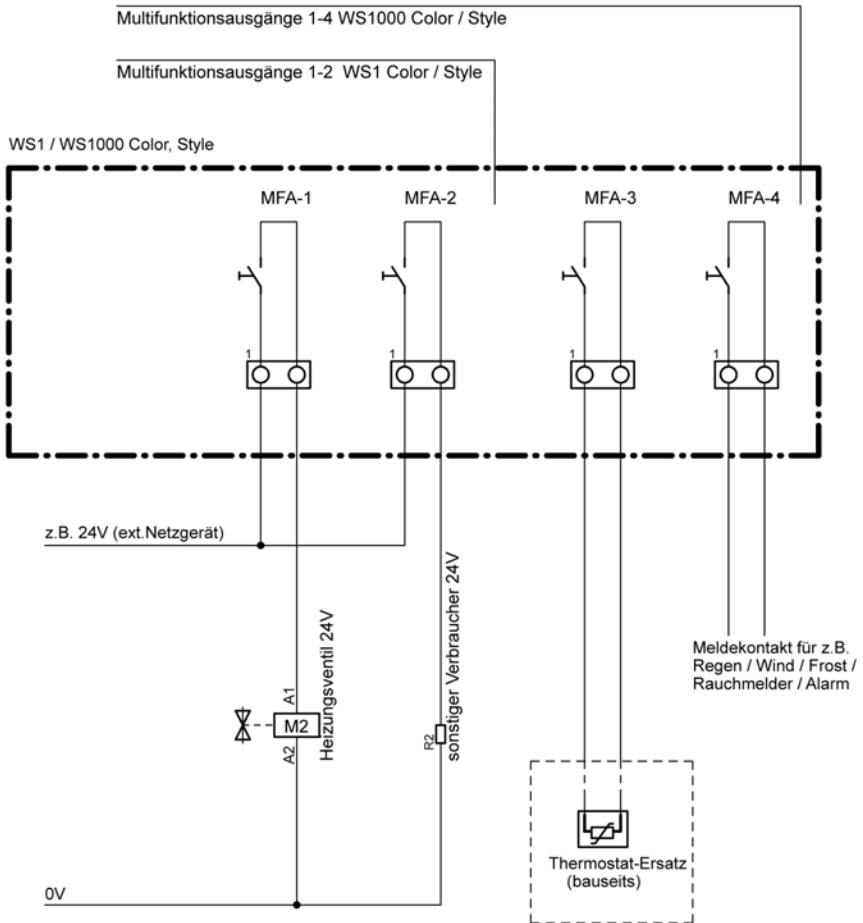 Multifunktionsausgänge 1-4 WS1000 Color / Style
Multifunktionsausgänge 1-2 WS1 Color / Style
WS1 / WS1000 Color, Style
MFA-1
MFA-2
MFA-3
MFA-4
1
1
1
1
z.B. 24V (ext.Netzgerät)
Heizungsventil 24V
A1
M2
A2
sonstiger Verbraucher 24V
R2
Meldekontakt für z.B.
Regen / Wind / Frost /
Rauchmelder / Alarm
Thermostat-Ersatz
(bauseits)
0V